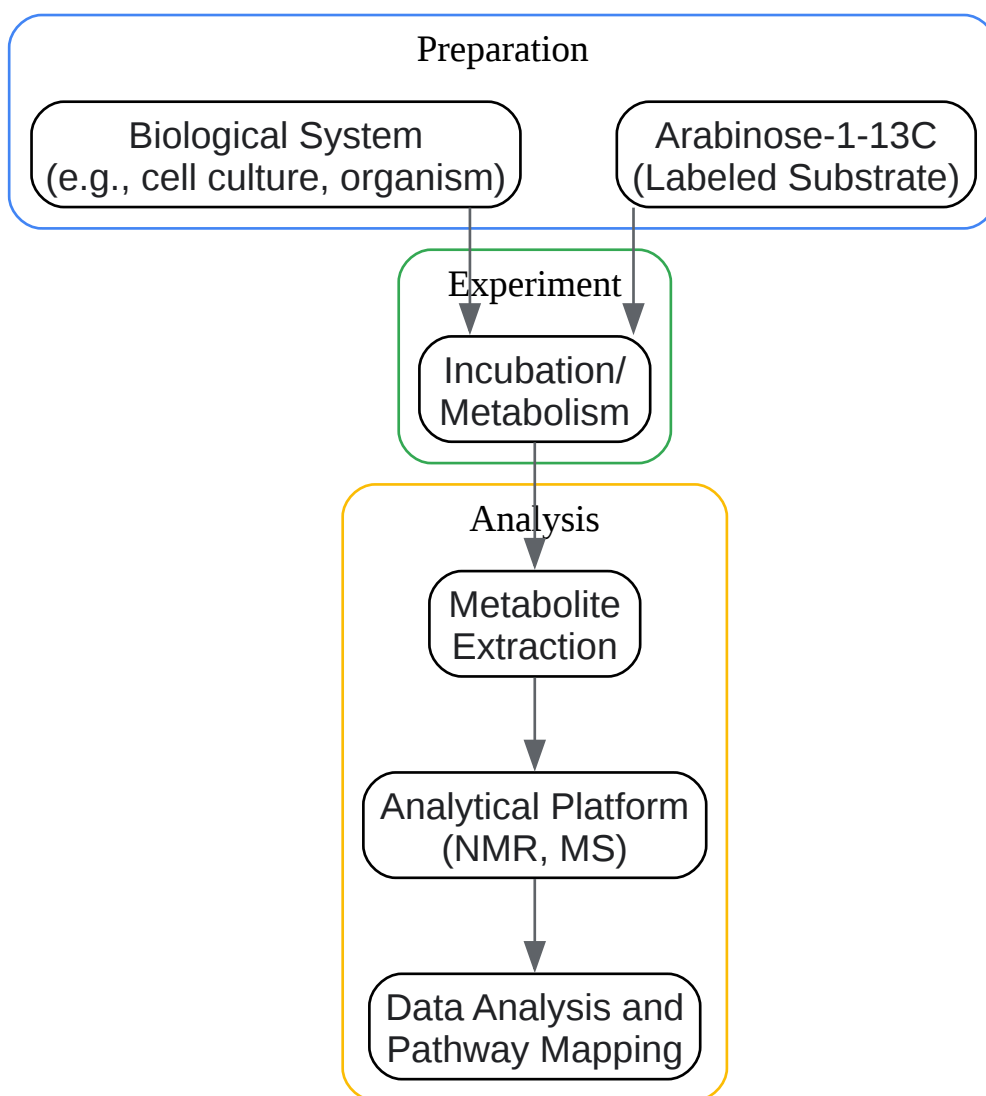 Preparation
Biological System
(e.g., cell culture, organism)
Arabinose-1-13C
(Labeled Substrate)
Experiment
Incubation/
Metabolism
Analysis
Metabolite
Extraction
Analytical Platform
(NMR, MS)
Data Analysis and
Pathway Mapping